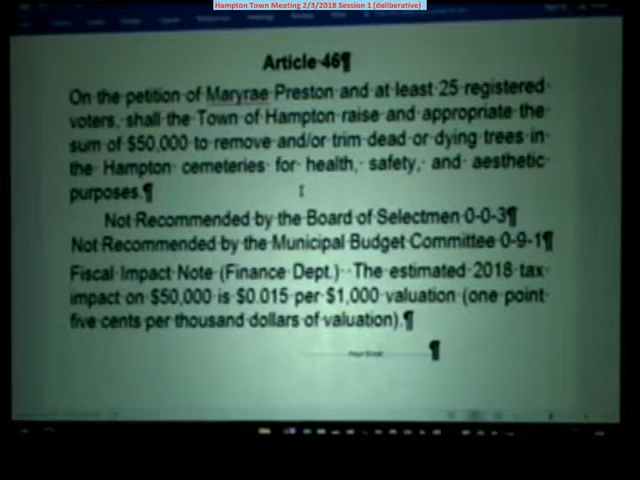 Hampton Town Meeting 2/3/2018 Session 1 (deliberative)
Article 46¶
On the petition of Maryrae Preston and at least 25 registered
voters, shall the Town of Hampton raise and appropriate the
sum of $50,000 to remove and/or trim dead or dying trees in
the Hampton cemeteries for health, safety, and aesthetic
purposes.¶
Not Recommended by the Board of Selectmen 0-0-3¶
Not Recommended by the Municipal Budget Committee 0-9-1¶
Fiscal Impact Note (Finance Dept.) The estimated 2018 tax
impact on $50,000 is $0.015 per $1,000 valuation (one point
five cents per thousand dollars of valuation).¶
¶